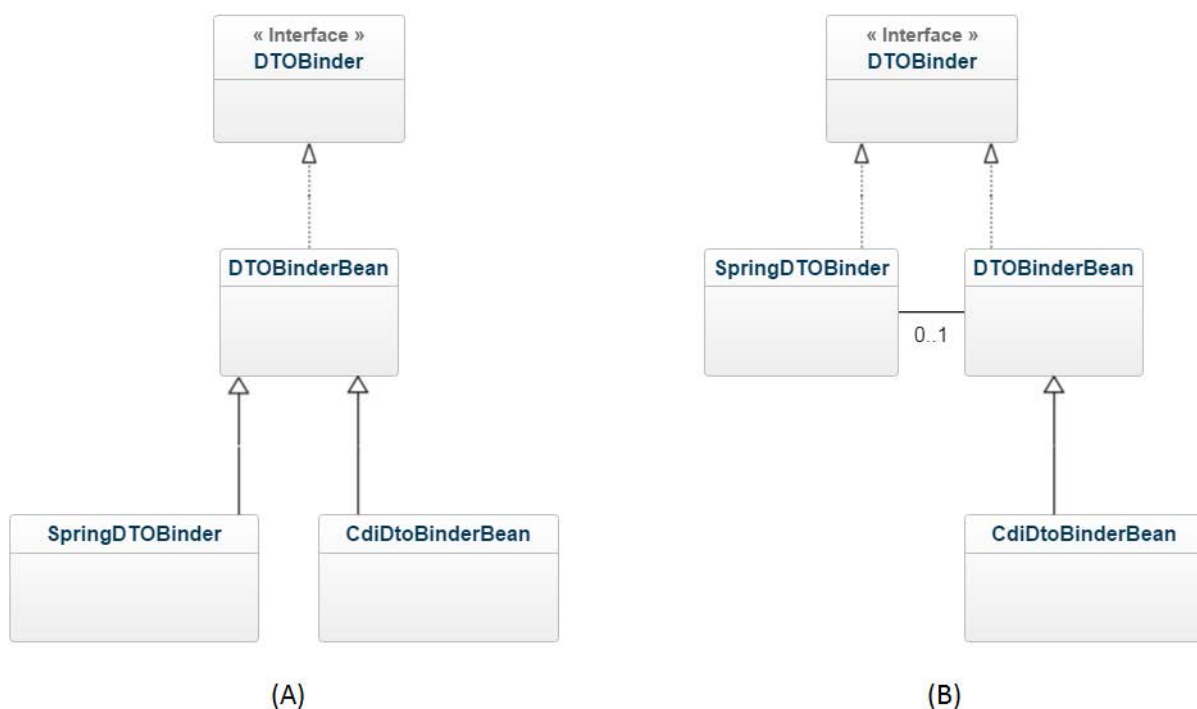 « Interface »
DTOBinder
DTOBinderBean
SpringDTOBinder
CdiDtoBinderBean
(A)
« Interface »
DTOBinder
SpringDTOBinder
DTOBinderBean
0..1
CdiDtoBinderBean
(B)